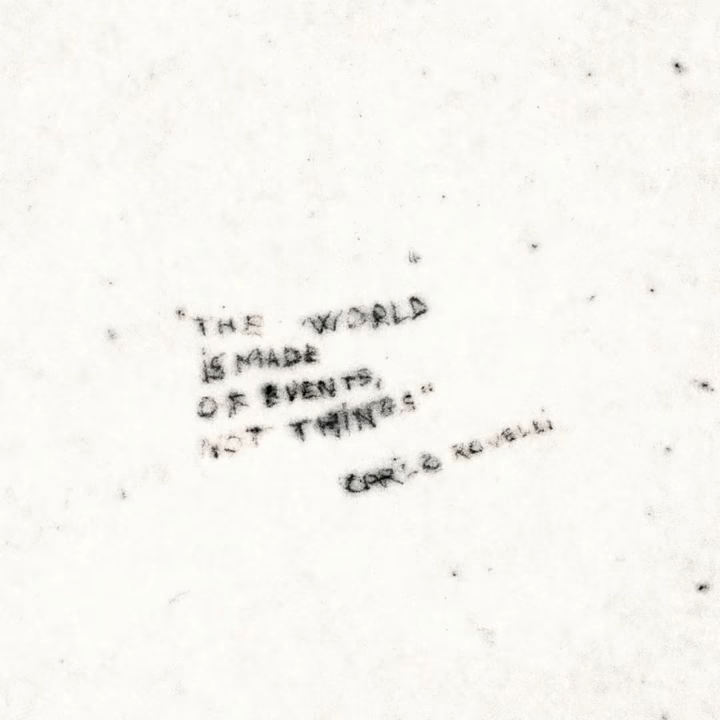 "THE WORLD
iS MADE
OF EVENTS,
NOT THINGS"
CARLO ROVELLi